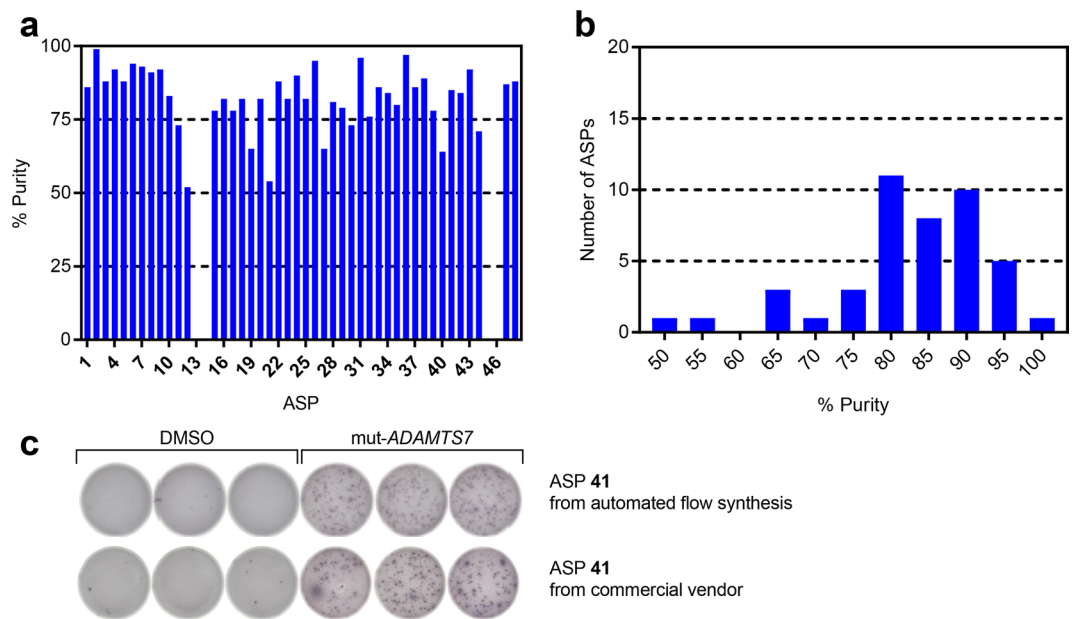 a
100
75
50
25
0
% Purity
1 4 7 10 13 16 19 22 25 28 31 34 37 40 43 46
ASP
b
20
15
10
5
0
Number of ASPs
50 55 60 65 70 75 80 85 90 95 100
% Purity
c
DMSO mut-ADAMTS7
ASP 41
from automated flow synthesis
ASP 41
from commercial vendor